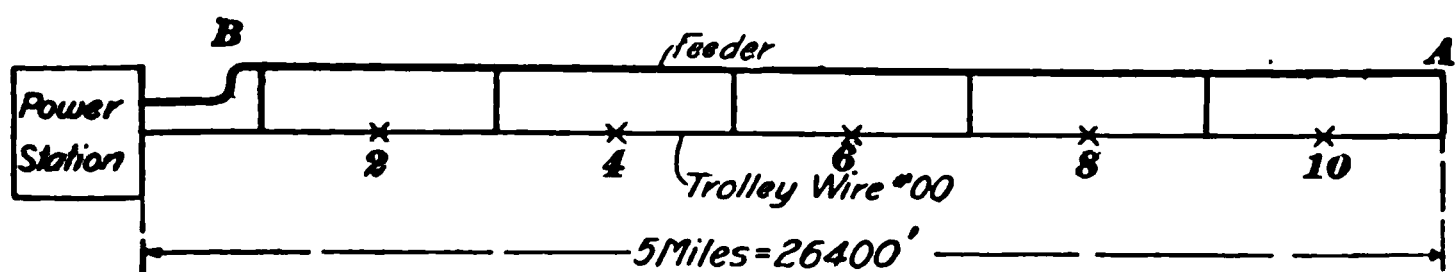 B
Feeder
A
Power
Station
2
4
6
8
10
Trolley Wire #00
5 Miles = 26400'